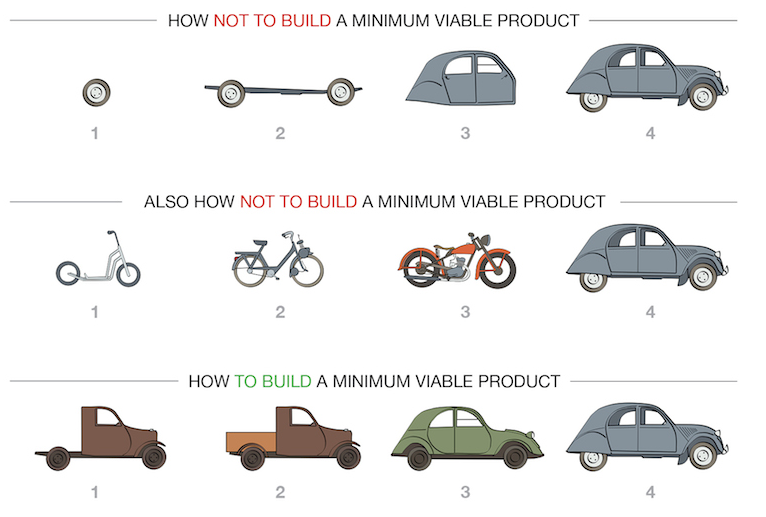 HOW NOT TO BUILD A MINIMUM VIABLE PRODUCT
1 2 3 4
ALSO HOW NOT TO BUILD A MINIMUM VIABLE PRODUCT
1 2 3 4
HOW TO BUILD A MINIMUM VIABLE PRODUCT
1 2 3 4